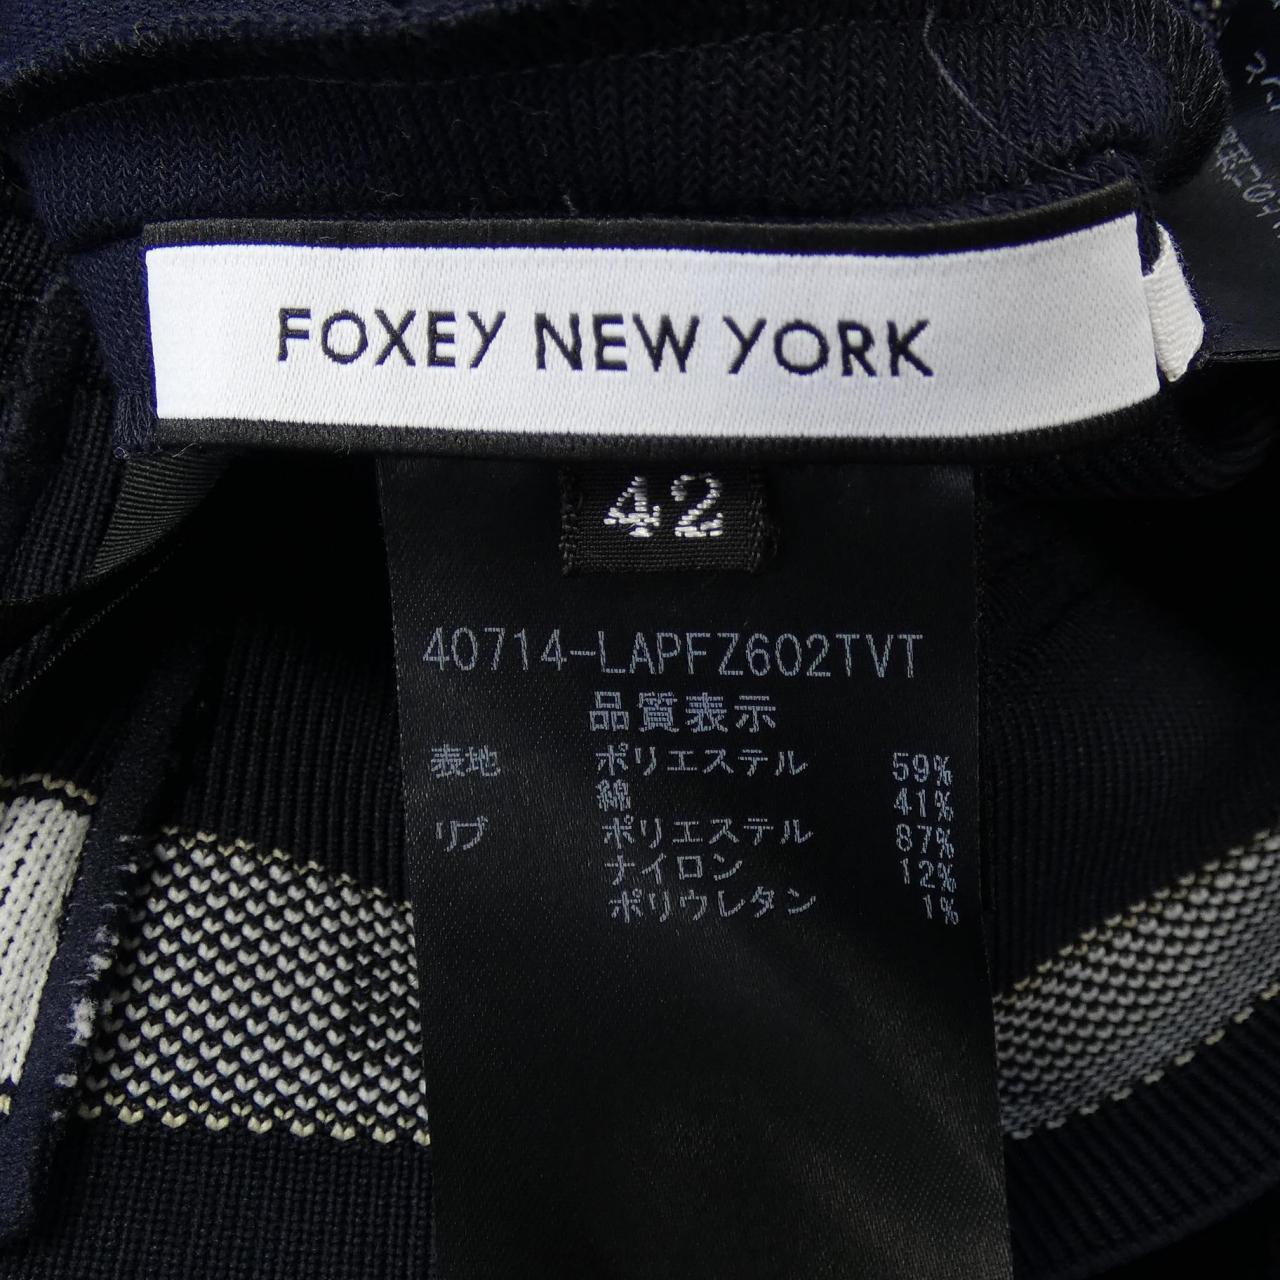 FOXEY NEW YORK
42
40714-LAPFZ602TVT
品質表示
表地 ポリエステル 59%
綿 41%
リブ ポリエステル 87%
ナイロン 12%
ポリウレタン 1%